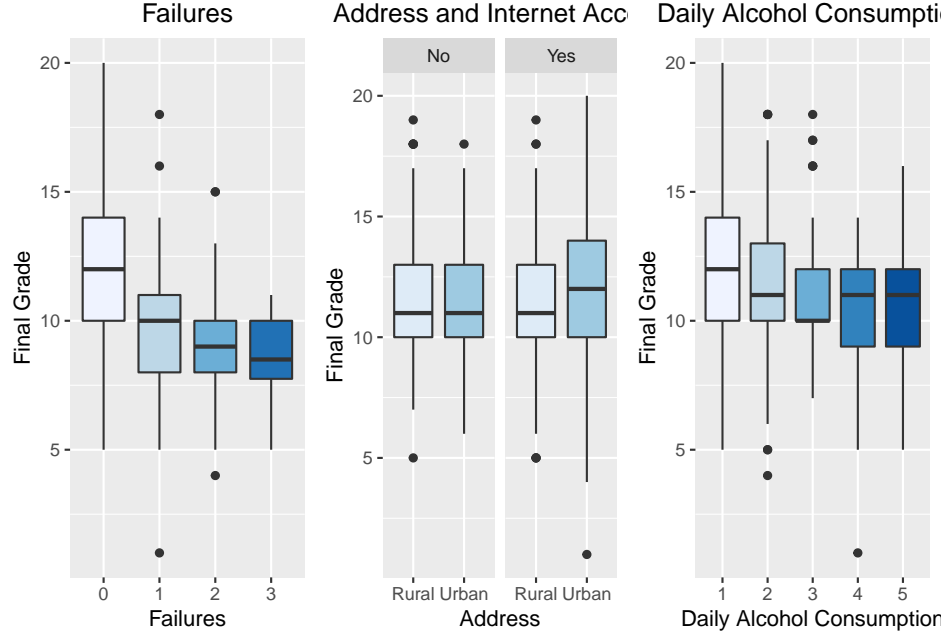 Failures
20
15
10
5
Final Grade
0 1 2 3
Failures
Address and Internet Acc
No Yes
20
15
10
5
Final Grade
Rural Urban Rural Urban
Address
Daily Alcohol Consumpti
20
15
10
5
Final Grade
1 2 3 4 5
Daily Alcohol Consumption